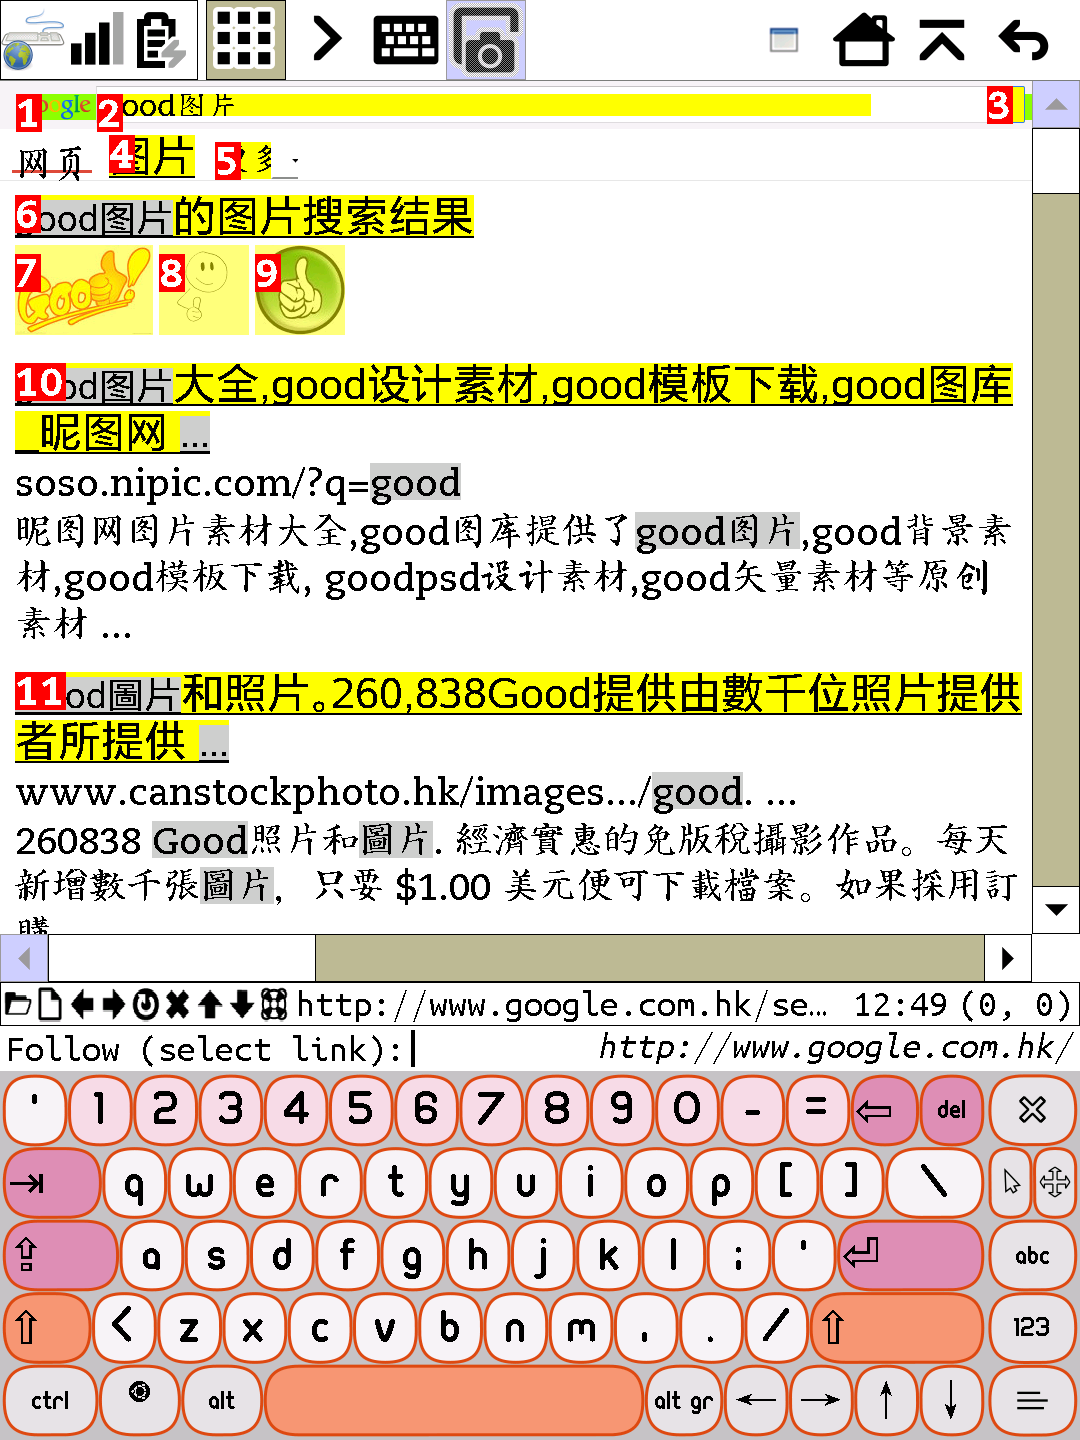 1 gle 2 ood图片 3
网页 4 图片 5
6 ood图片的图片搜索结果
7 Good! 8 9
10 od图片大全,good设计素材,good模板下载,good图库
_昵图网 ...
soso.nipic.com/?q=good
昵图网图片素材大全,good图库提供了good图片,good背景素
材,good模板下载, goodpsd设计素材,good矢量素材等原创
素材 ...
11 od圖片和照片。260,838Good提供由數千位照片提供
者所提供 ...
www.canstockphoto.hk/images.../good. ...
260838 Good照片和圖片. 經濟實惠的免版稅攝影作品。每天
新增數千張圖片, 只要 $1.00 美元便可下載檔案。如果採用訂
購
http://www.google.com.hk/se… 12:49 (0, 0)
Follow (select link): http://www.google.com.hk/
' 1 2 3 4 5 6 7 8 9 0 - = del
q w e r t y u i o p [ ] \
a s d f g h j k l ; ' abc
< z x c v b n m , . / 123
ctrl alt alt gr